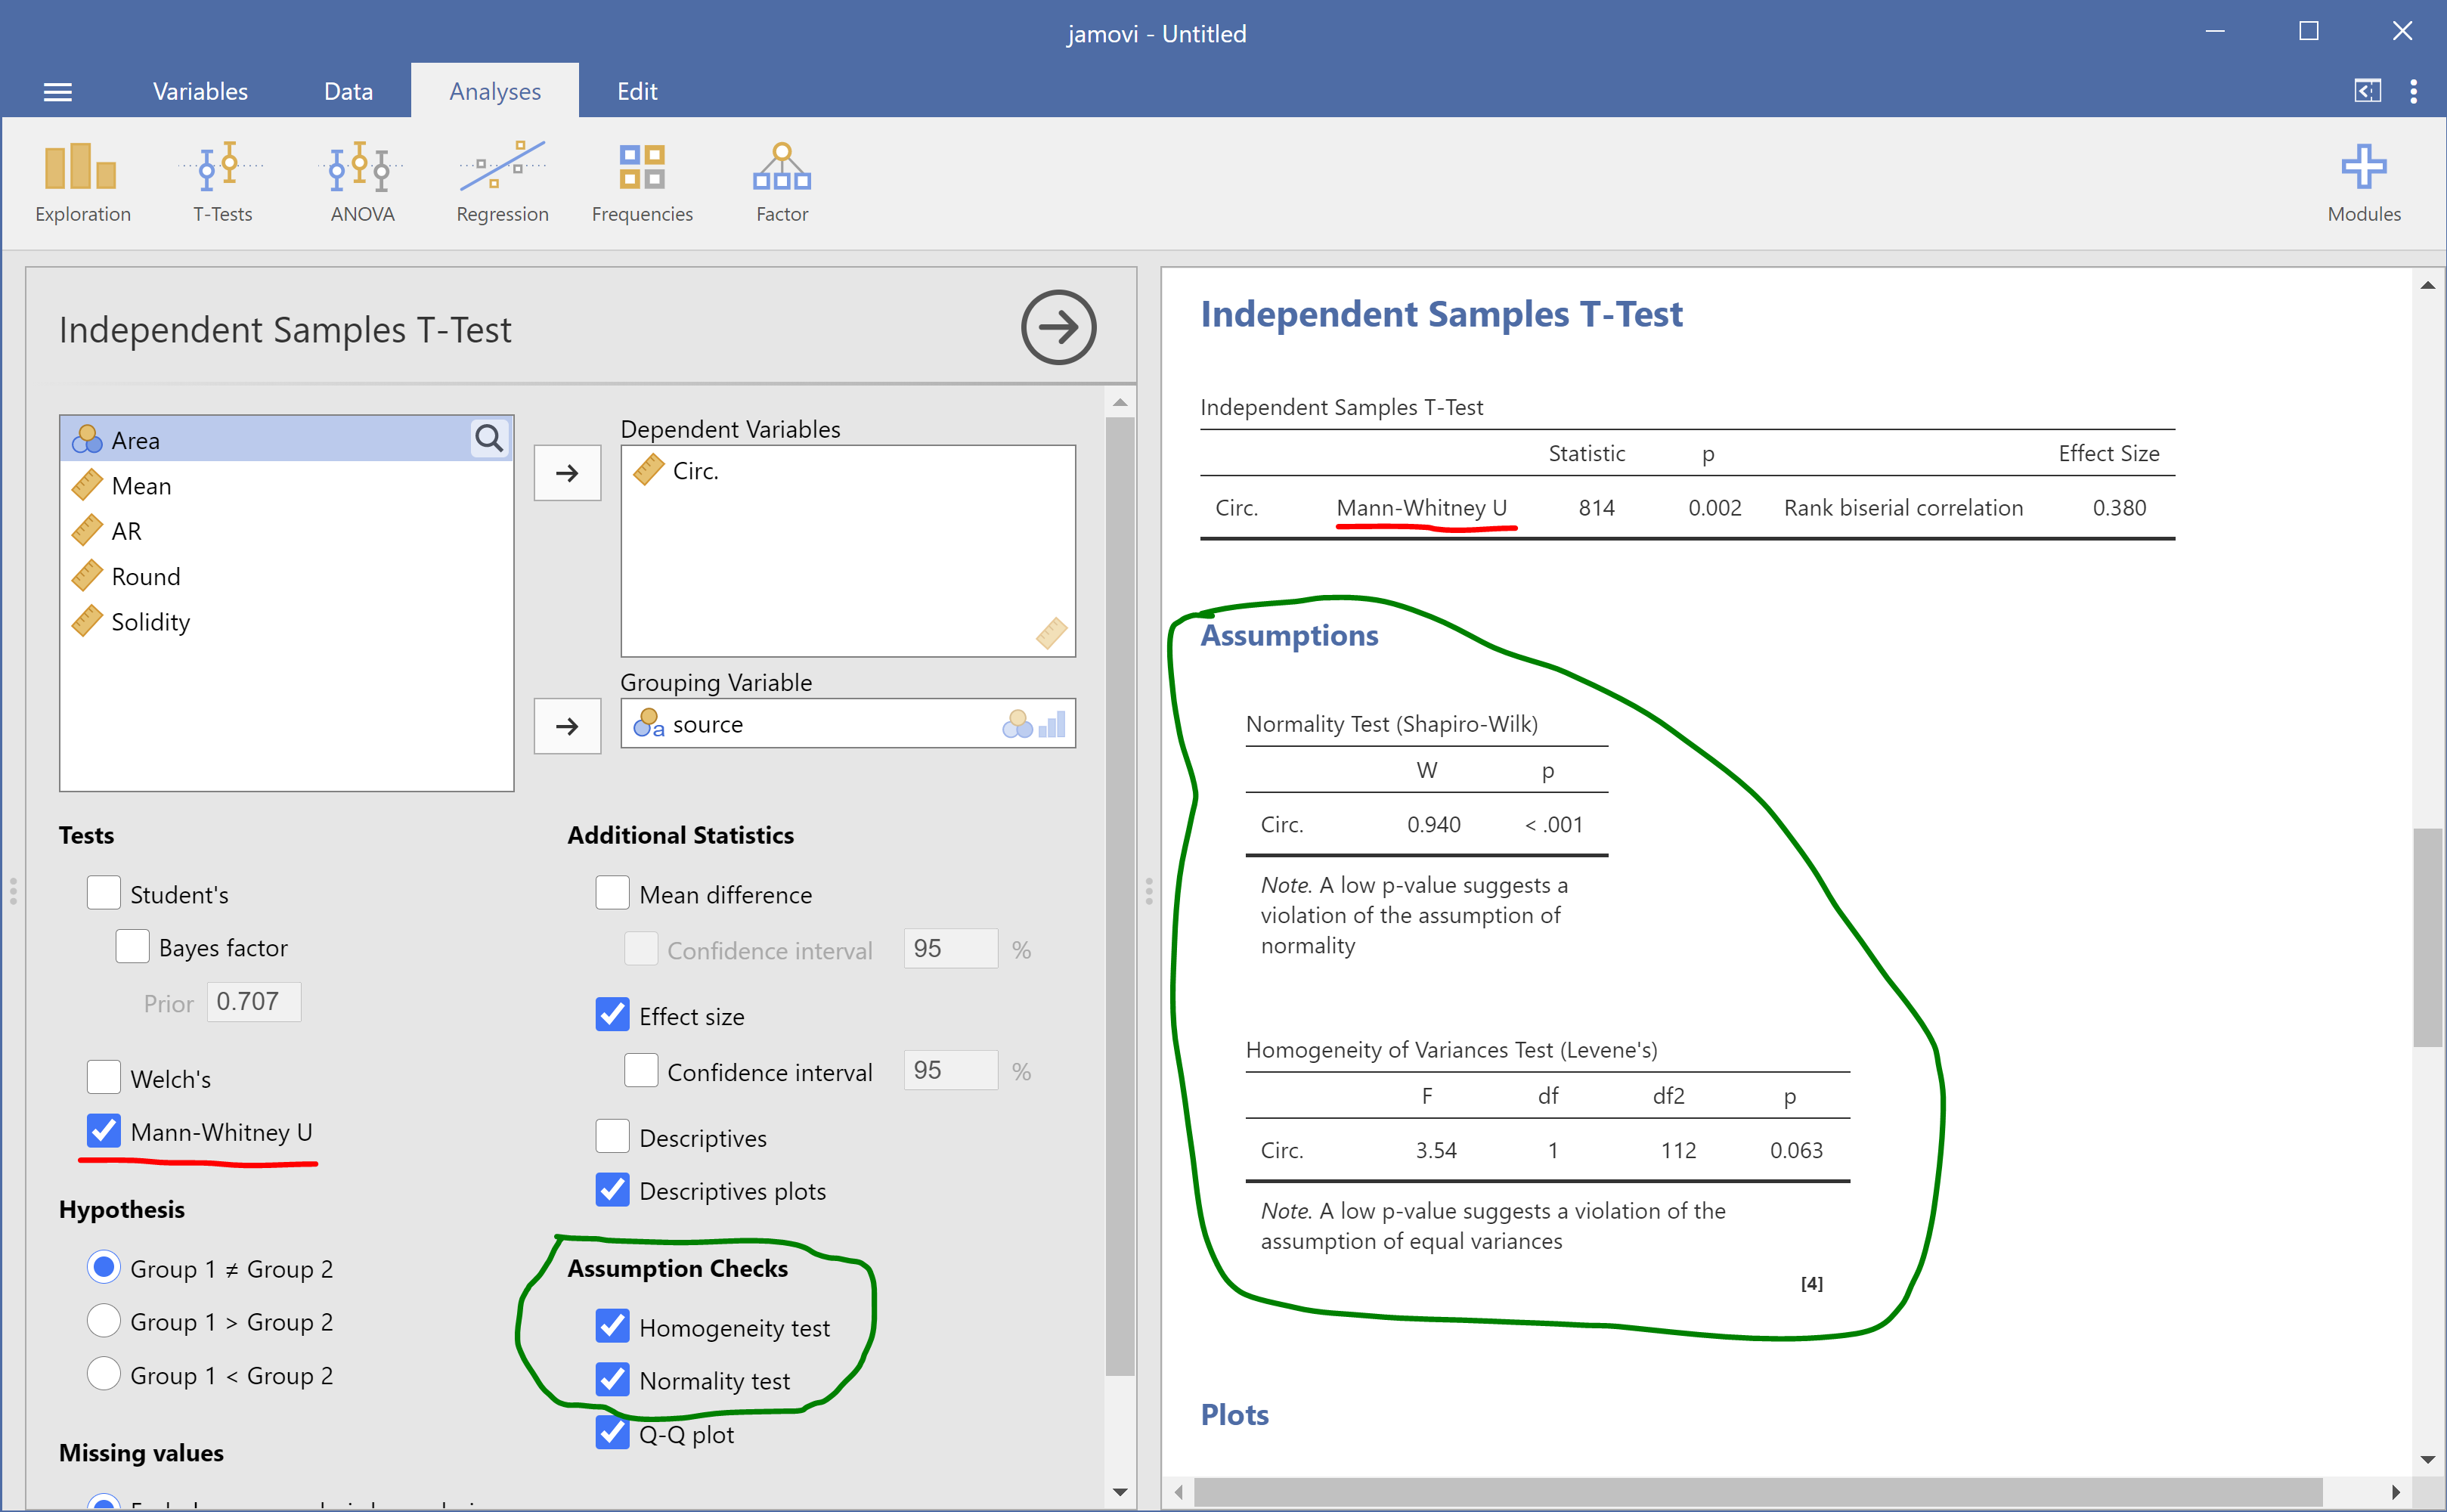 jamovi - Untitled
Variables Data Analyses Edit
Exploration T-Tests ANOVA Regression Frequencies Factor Modules
Independent Samples T-Test
Area
Mean
AR
Round
Solidity
Dependent Variables
Circ.
Grouping Variable
a source
Tests
Student's
Bayes factor
Prior 0.707
Welch's
Mann-Whitney U
Hypothesis
Group 1 ≠ Group 2
Group 1 > Group 2
Group 1 < Group 2
Missing values
Additional Statistics
Mean difference
Confidence interval 95 %
Effect size
Confidence interval 95 %
Descriptives
Descriptives plots
Assumption Checks
Homogeneity test
Normality test
Q-Q plot
Independent Samples T-Test
Independent Samples T-Test
Statistic p Effect Size
Circ. Mann-Whitney U 814 0.002 Rank biserial correlation 0.380
Assumptions
Normality Test (Shapiro-Wilk)
W p
Circ. 0.940 < .001
Note. A low p-value suggests a
violation of the assumption of
normality
Homogeneity of Variances Test (Levene's)
F df df2 p
Circ. 3.54 1 112 0.063
Note. A low p-value suggests a violation of the
assumption of equal variances
[4]
Plots